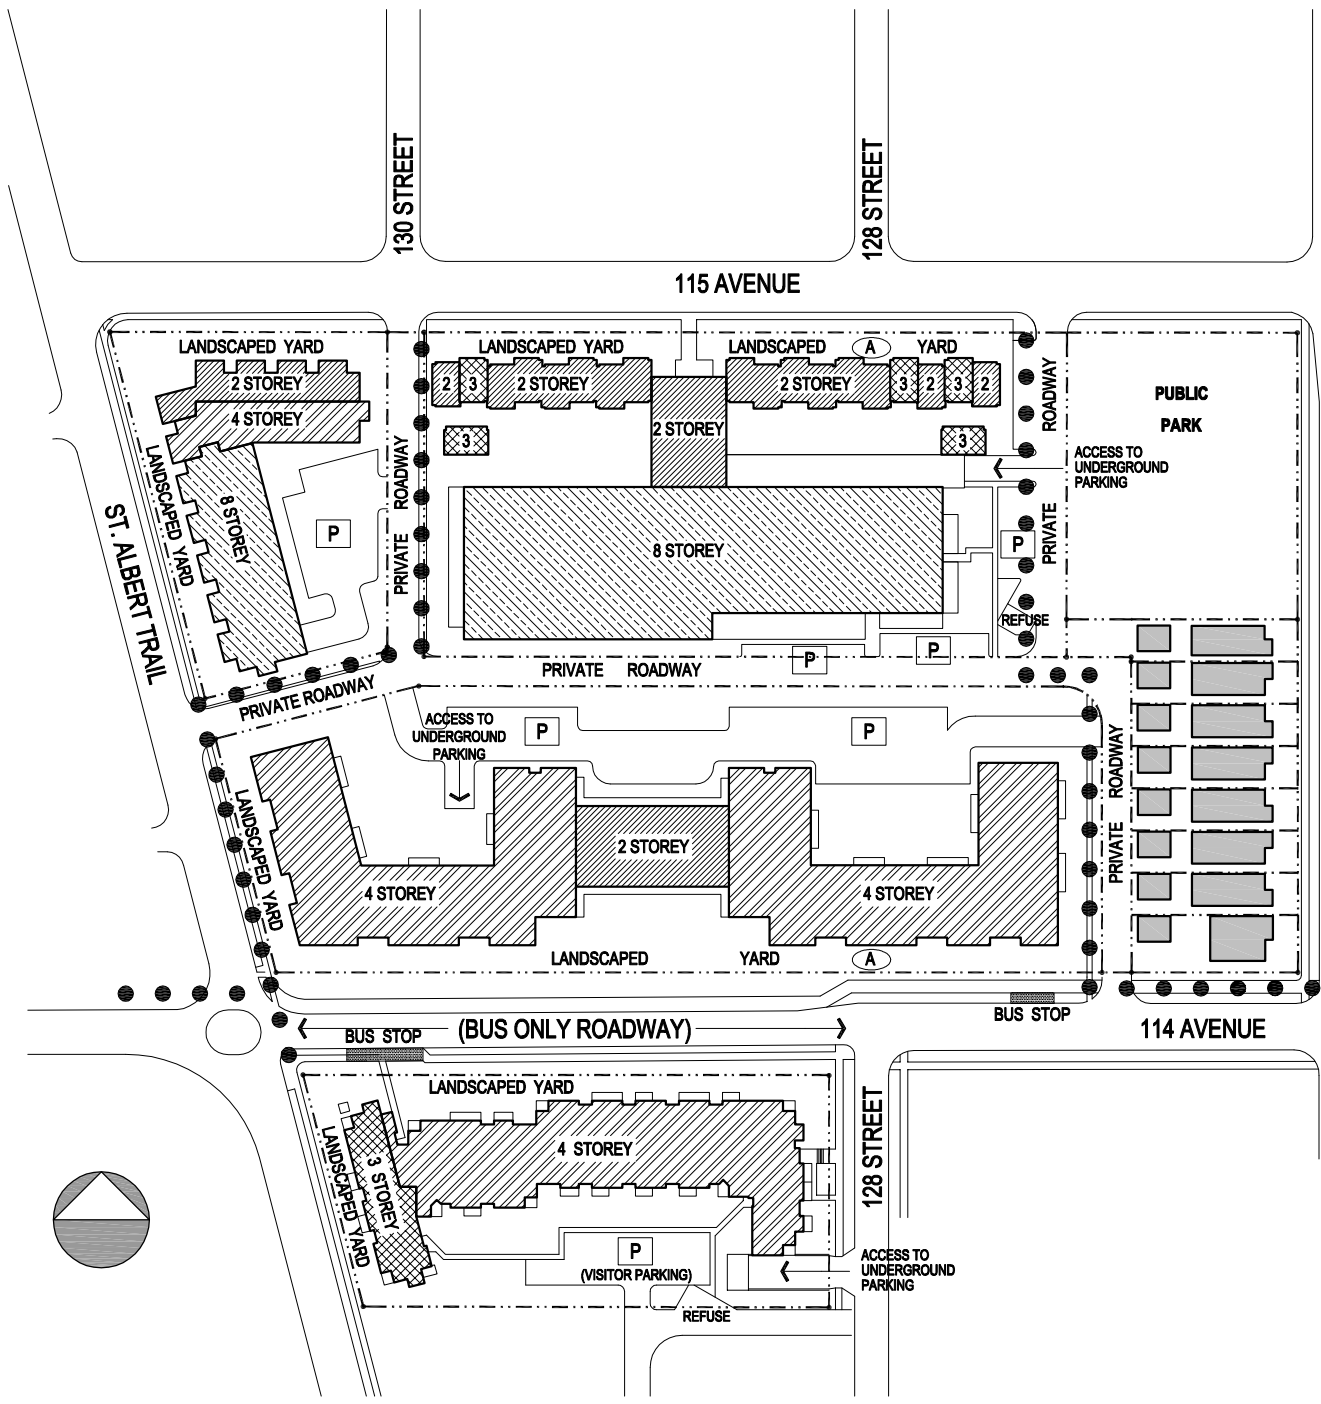 130 STREET
128 STREET
115 AVENUE
LANDSCAPED YARD
LANDSCAPED YARD
LANDSCAPED
A
YARD
2 STOREY
2
3
2 STOREY
2 STOREY
3
2
3
2
ROADWAY
PUBLIC
PARK
4 STOREY
2 STOREY
3
3
ACCESS TO
UNDERGROUND
PARKING
LANDSCAPED YARD
8 STOREY
PRIVATE ROADWAY
P
8 STOREY
P
PRIVATE
ST. ALBERT TRAIL
REFUSE
P
P
PRIVATE ROADWAY
PRIVATE ROADWAY
ACCESS TO
UNDERGROUND
PARKING
P
P
PRIVATE ROADWAY
LANDSCAPED YARD
2 STOREY
4 STOREY
4 STOREY
LANDSCAPED
YARD
A
BUS STOP
(BUS ONLY ROADWAY)
BUS STOP
114 AVENUE
LANDSCAPED YARD
128 STREET
LANDSCAPED YARD
3 STOREY
4 STOREY
P
(VISITOR PARKING)
ACCESS TO
UNDERGROUND
PARKING
REFUSE